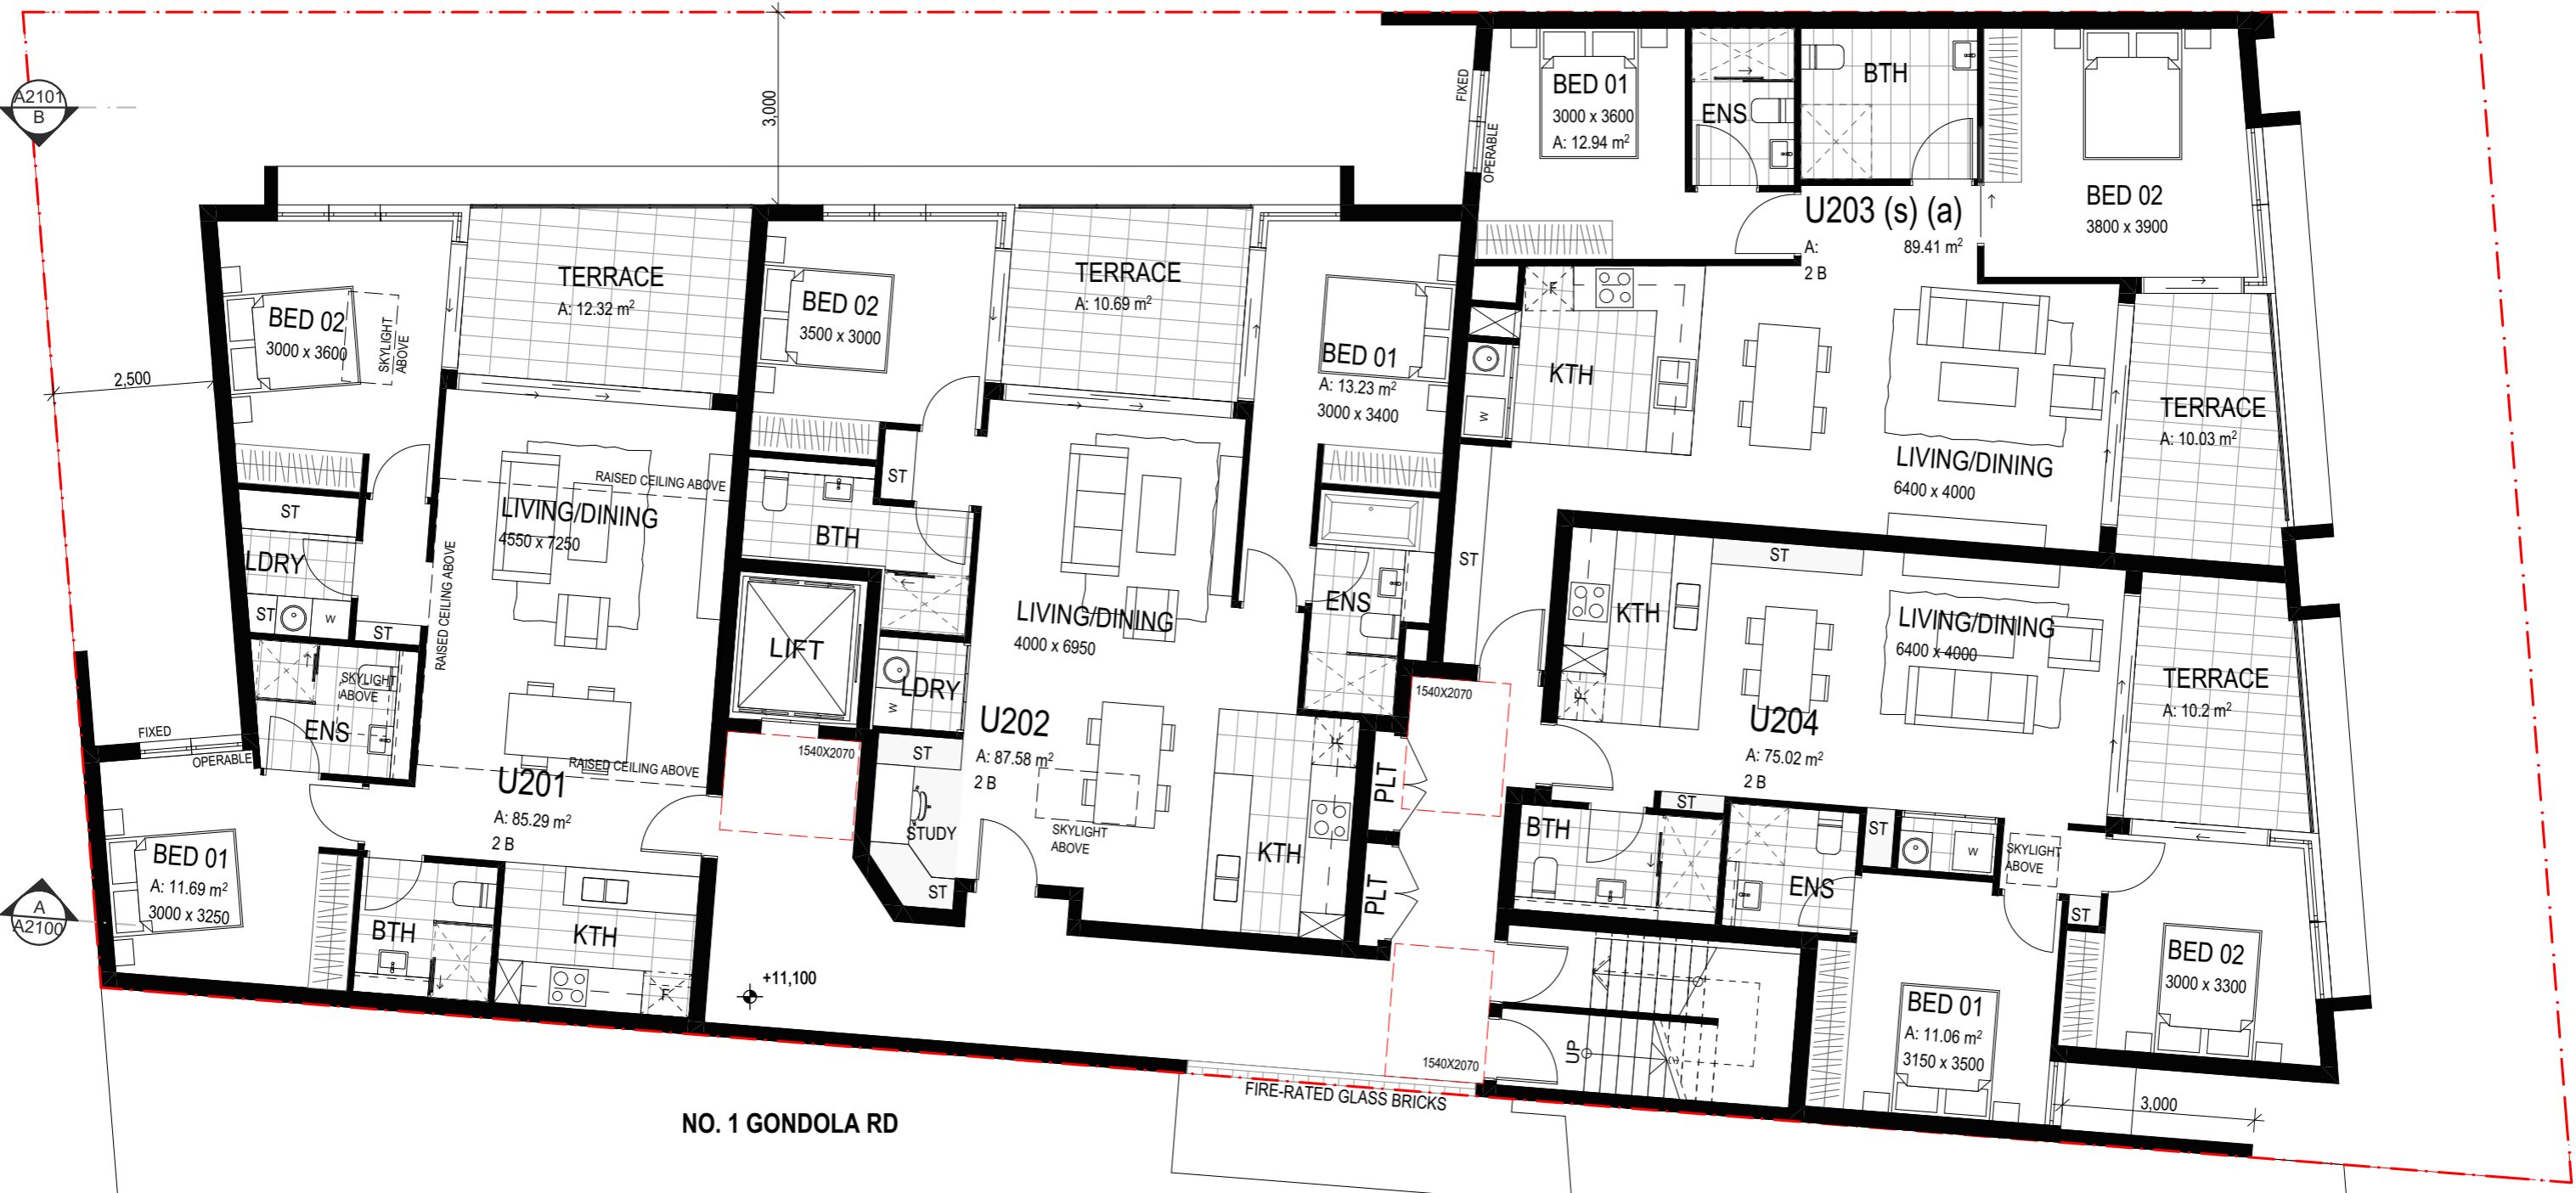 A2101
B
3,000
2,500
BED 02
3000 x 3600
SKYLIGHT
ABOVE
TERRACE
A: 12.32 m²
RAISED CEILING ABOVE
LIVING/DINING
4550 x 7250
RAISED CEILING ABOVE
ST
LDRY
ST
W
ST
SKYLIGHT
ABOVE
ENS
FIXED
OPERABLE
RAISED CEILING ABOVE
U201
A: 85.29 m²
2 B
BED 01
A: 11.69 m²
3000 x 3250
BTH
KTH
F
A
A2100
BED 02
3500 x 3000
TERRACE
A: 10.69 m²
BED 01
A: 13.23 m²
3000 x 3400
ST
BTH
LIFT
1540X2070
LDRY
W
LIVING/DINING
4000 x 6950
ENS
U202
A: 87.58 m²
2 B
ST
STUDY
ST
SKYLIGHT
ABOVE
KTH
F
PLT
PLT
1540X2070
+11,100
FIXED
OPERABLE
BED 01
3000 x 3600
A: 12.94 m²
ENS
BTH
BED 02
3800 x 3900
U203 (s) (a)
A: 89.41 m²
2 B
F
KTH
W
ST
LIVING/DINING
6400 x 4000
TERRACE
A: 10.03 m²
ST
KTH
F
LIVING/DINING
6400 x 4000
TERRACE
A: 10.2 m²
U204
A: 75.02 m²
2 B
BTH
ST
ENS
ST
W
SKYLIGHT
ABOVE
ST
BED 02
3000 x 3300
BED 01
A: 11.06 m²
3150 x 3500
UP
1540X2070
FIRE-RATED GLASS BRICKS
3,000
NO. 1 GONDOLA RD